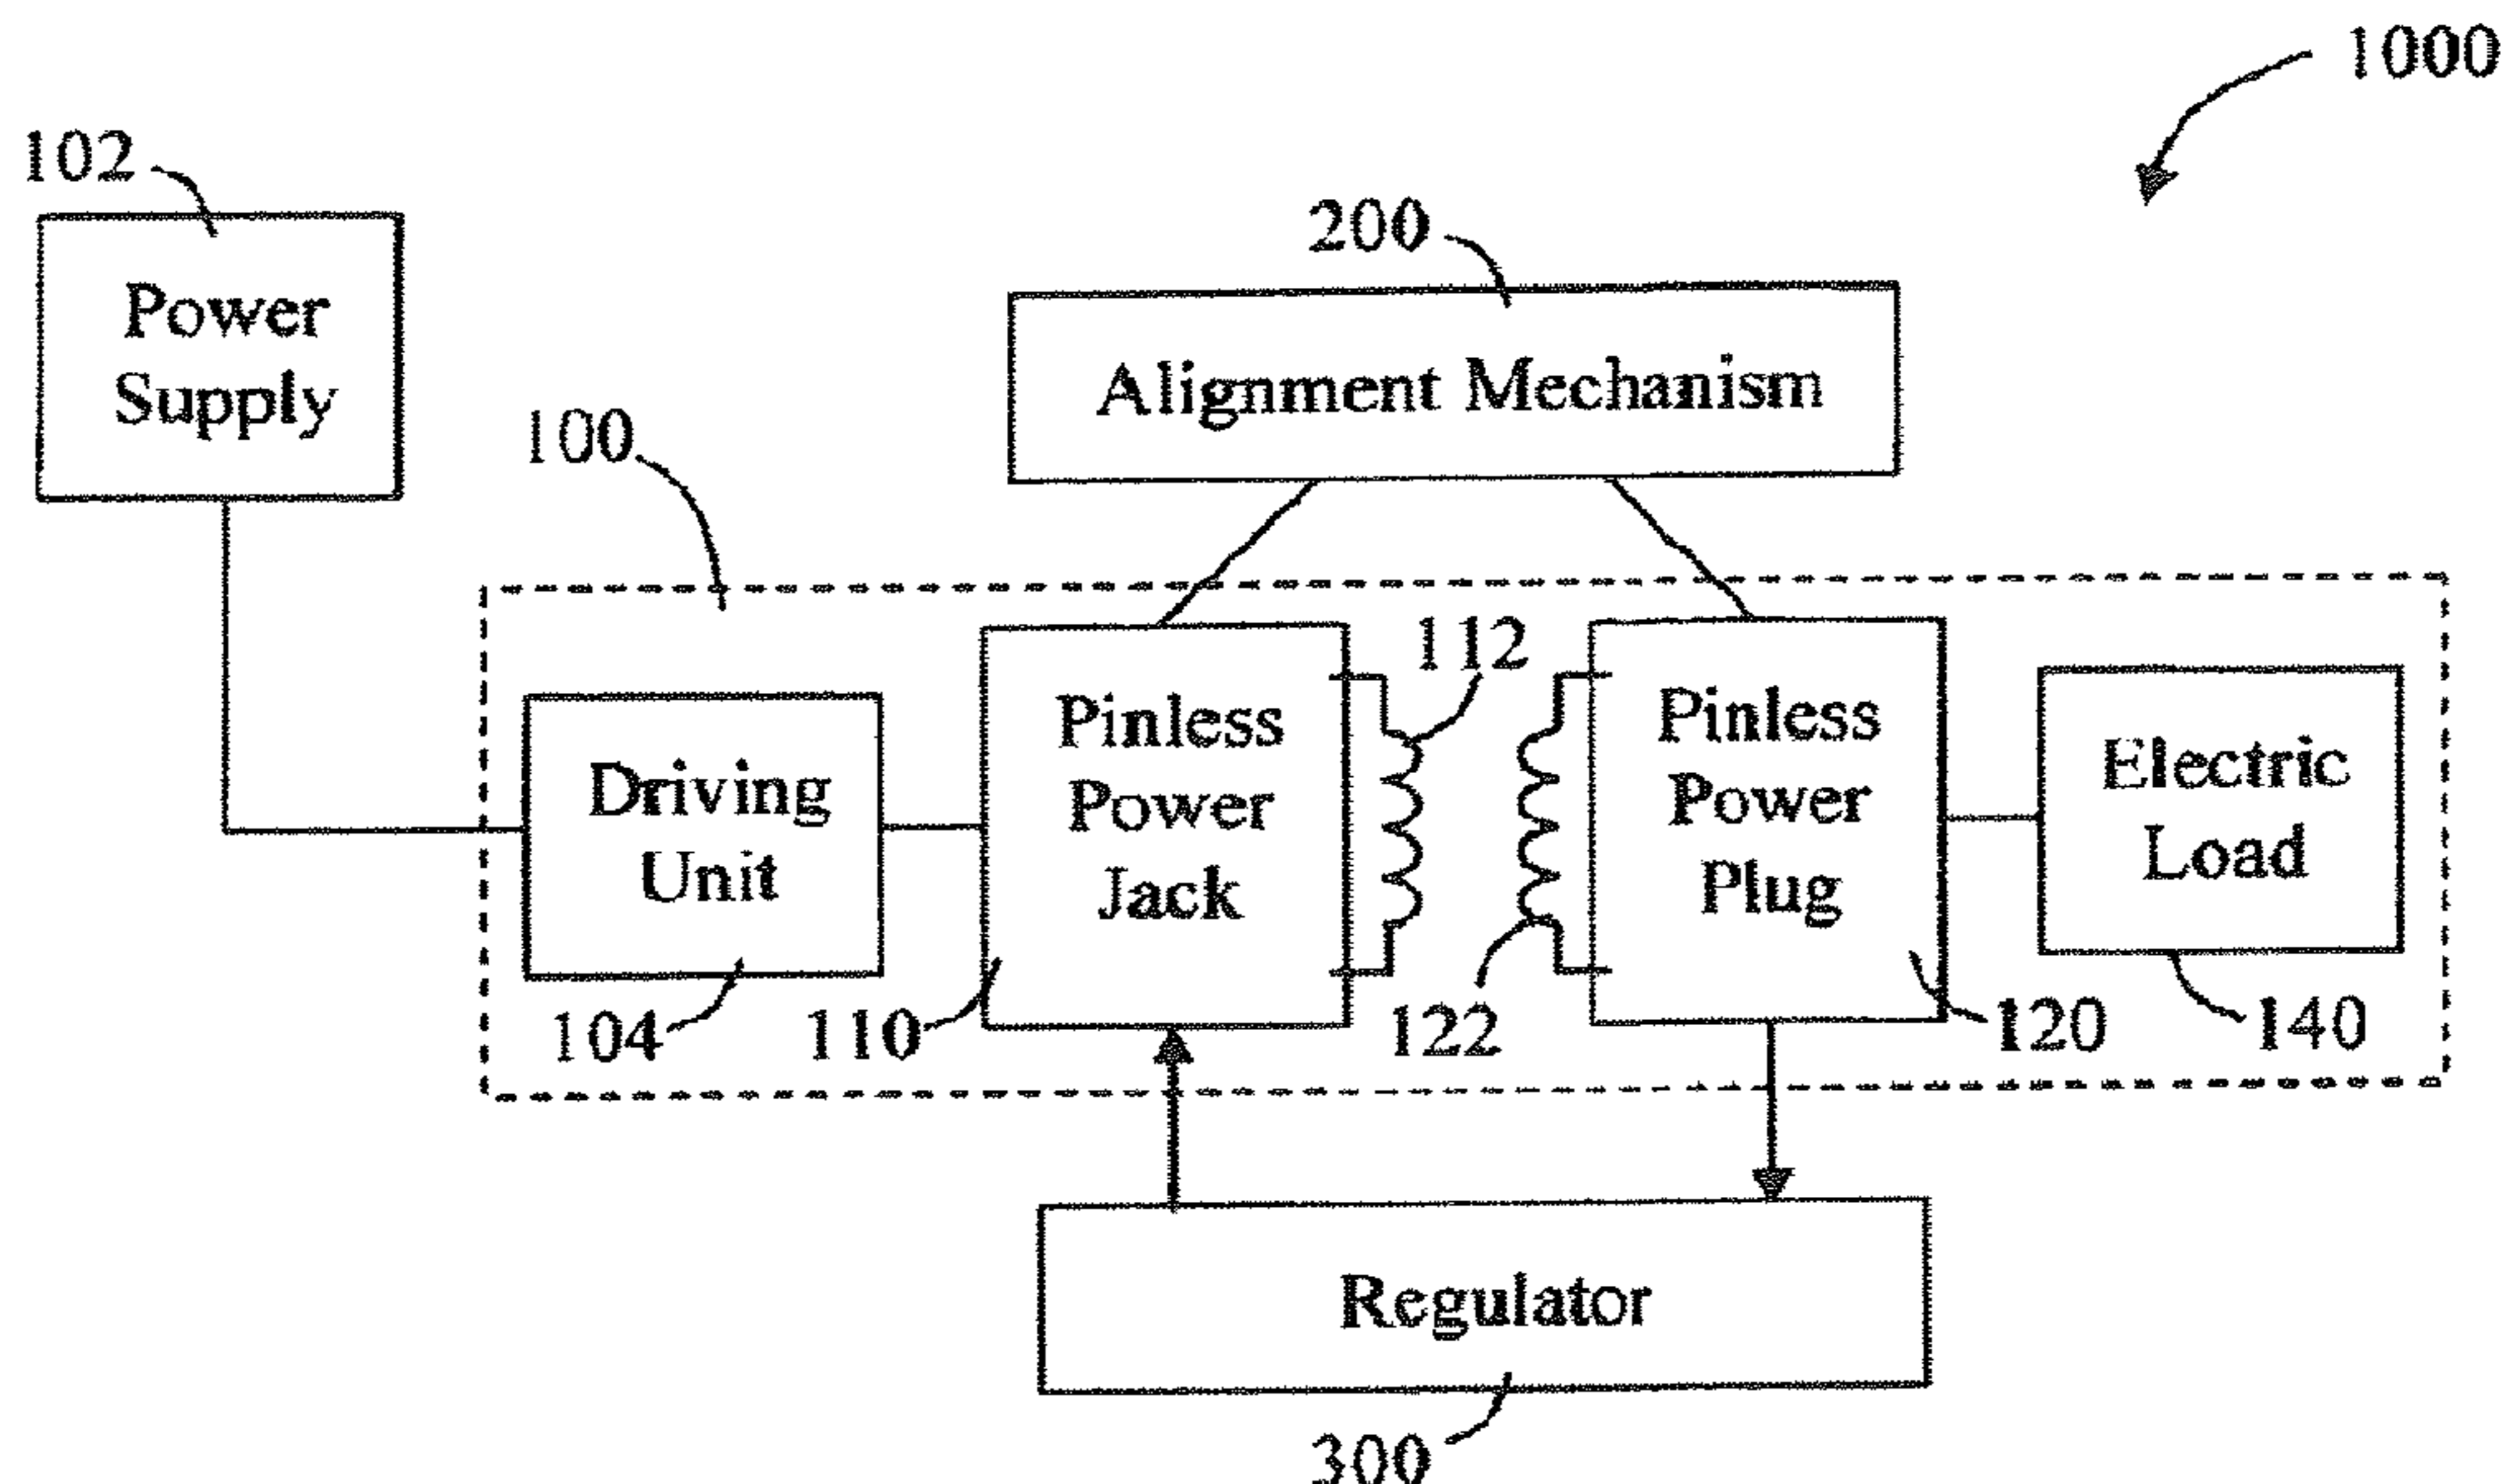 1000
102
Power
Supply
200
Alignment Mechanism
100
112
Driving
Unit
Pinless
Power
Jack
Pinless
Power
Plug
Electric
Load
104
110
122
120
140
Regulator
300